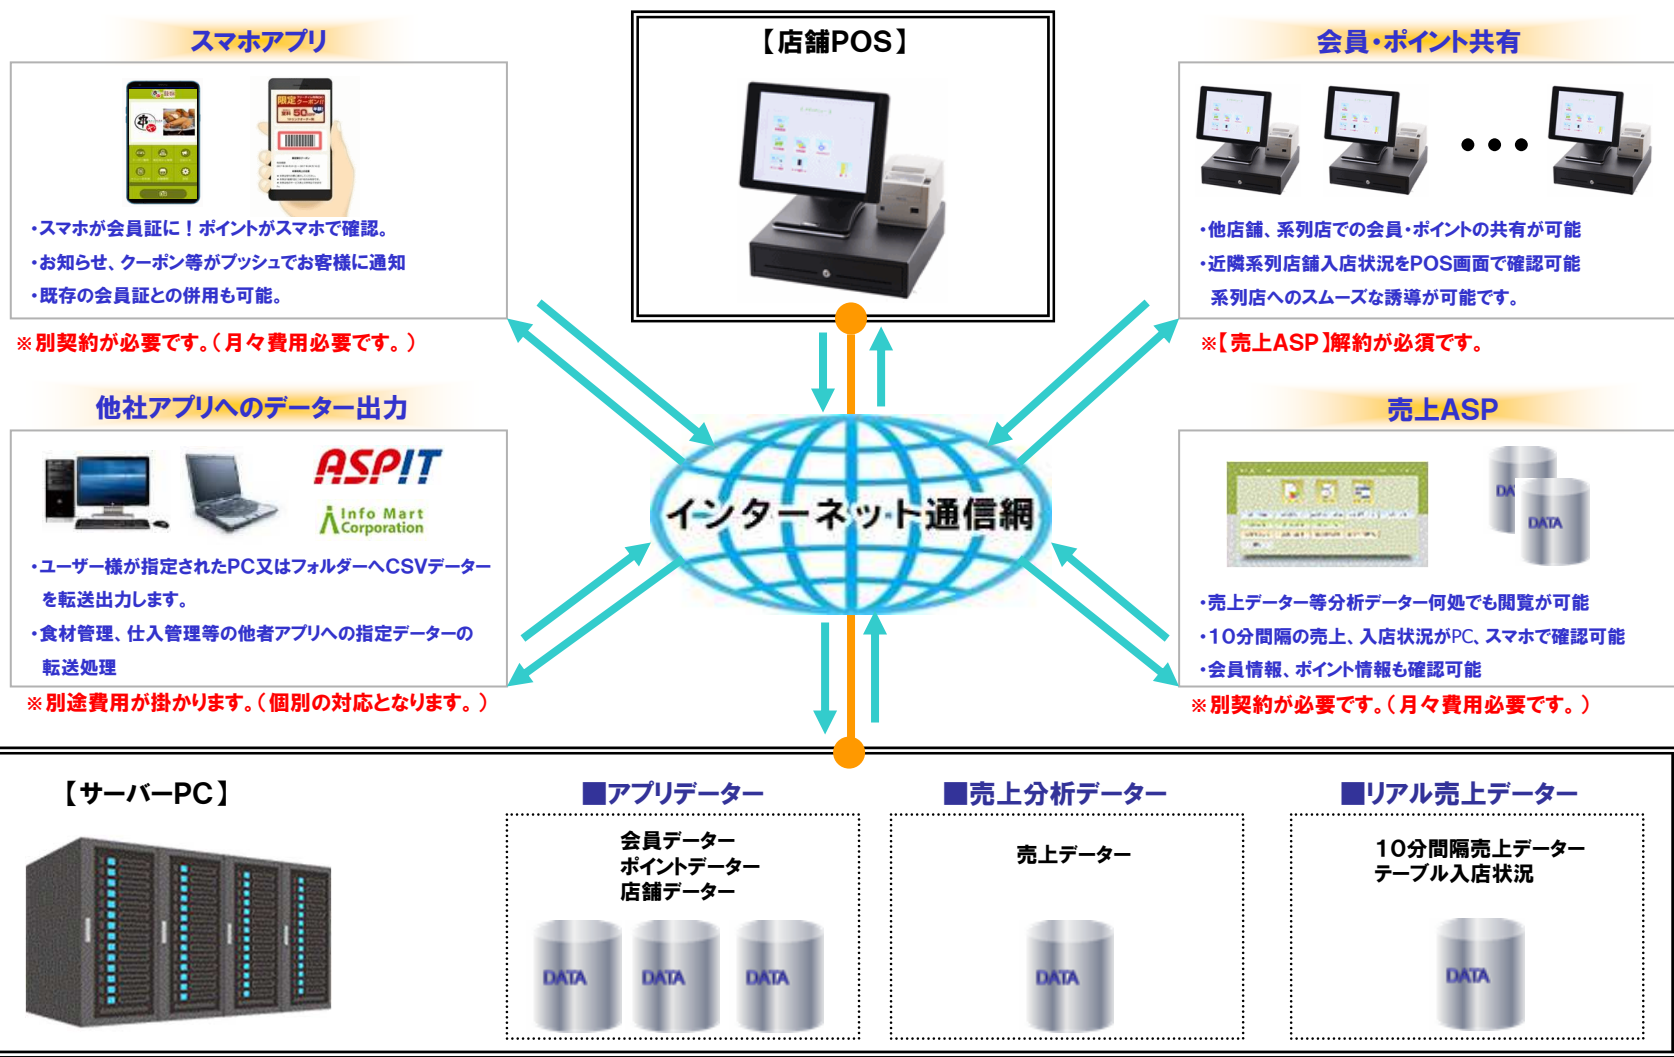 スマホアプリ
・スマホが会員証に！ポイントがスマホで確認。
・お知らせ、クーポン等がプッシュでお客様に通知
・既存の会員証との併用も可能。
※別契約が必要です。（月々費用必要です。）
【店舗POS】
会員・ポイント共有
・他店舗、系列店での会員・ポイントの共有が可能
・近隣系列店舗入店状況をPOS画面で確認可能
系列店へのスムーズな誘導が可能です。
※【売上ASP】解約が必須です。
他社アプリへのデーター出力
ASPIT
Info Mart
Corporation
・ユーザー様が指定されたPC又はフォルダーへCSVデーター
を転送出力します。
・食材管理、仕入管理等の他者アプリへの指定データーの
転送処理
※別途費用が掛かります。（個別の対応となります。）
インターネット通信網
売上ASP
DATA
・売上データー等分析データー何処でも閲覧が可能
・10分間隔の売上、入店状況がPC、スマホで確認可能
・会員情報、ポイント情報も確認可能
※別契約が必要です。（月々費用必要です。）
【サーバーPC】
■アプリデーター
会員データー
ポイントデーター
店舗データー
DATA
DATA
DATA
■売上分析データー
売上データー
DATA
■リアル売上データー
10分間隔売上データー
テーブル入店状況
DATA